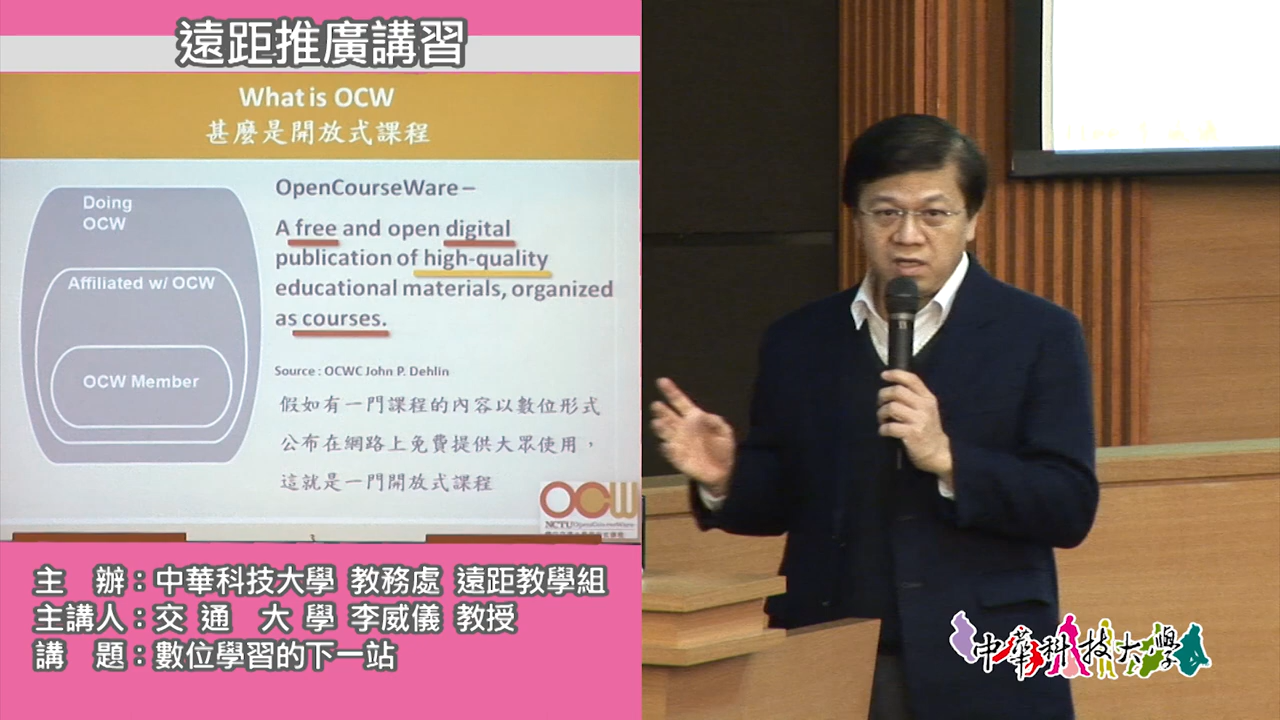 遠距推廣講習
What is OCW
甚麼是開放式課程
Doing
OCW
Affiliated w/ OCW
OCW Member
OpenCourseWare –
A free and open digital
publication of high-quality
educational materials, organized
as courses.
Source : OCWC John P. Dehlin
假如有一門課程的內容以數位形式
公布在網路上免費提供大眾使用，
這就是一門開放式課程
OCW
NCTU OpenCourseWare
主　辦：中華科技大學 教務處 遠距教學組
主講人：交 通　大 學 李威儀 教授
講　題：數位學習的下一站
中華科技大學